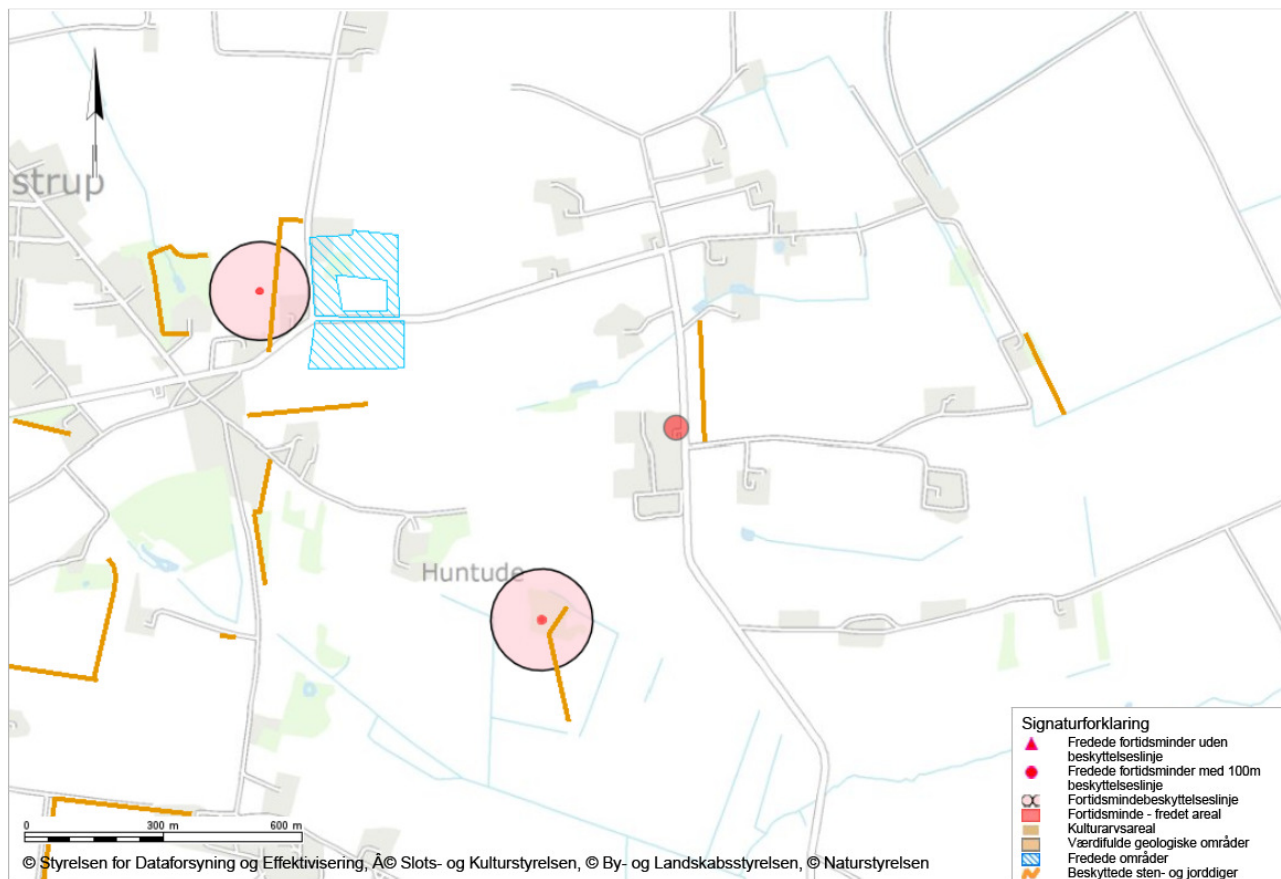 strup
Huntude
Signaturforklaring
Fredede fortidsminder uden
beskyttelseslinje
Fredede fortidsminder med 100m
beskyttelseslinje
Fortidsmindebeskyttelseslinje
Fortidsminde - fredet areal
Kulturarvsareal
Værdifulde geologiske områder
Fredede områder
Beskyttede sten- og jorddiger
0 300 m 600 m
© Styrelsen for Dataforsyning og Effektivisering, Â© Slots- og Kulturstyrelsen, © By- og Landskabsstyrelsen, © Naturstyrelsen